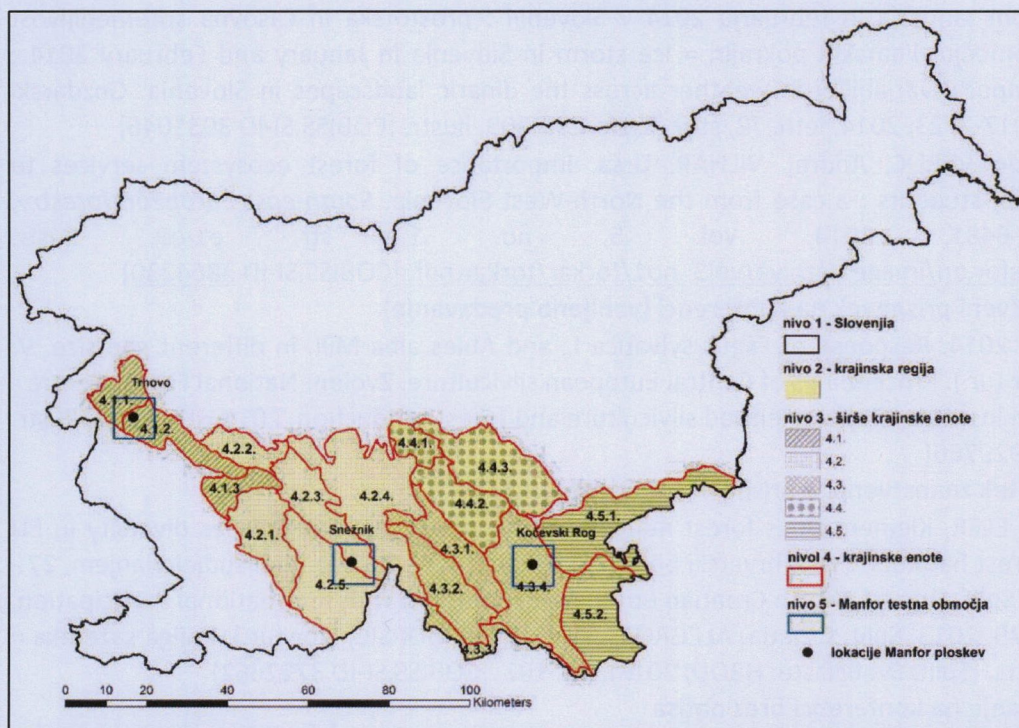 Trnovo
4.1.1.
4.1.2.
4.2.2.
4.1.3.
4.2.3.
4.2.4.
4.2.1.
Snežnik
4.2.5.
4.4.1.
4.4.3.
4.4.2.
4.3.1.
4.3.2.
4.3.3.
Kočevski Rog
4.3.4.
4.5.1.
4.5.2.
nivo 1 - Slovenija
nivo 2 - krajinska regija
nivo 3 - širše krajinske enote
4.1.
4.2.
4.3.
4.4.
4.5.
nivol 4 - krajinske enote
nivo 5 - Manfor testna območja
lokacije Manfor ploskev
0 10 20 40 60 80 100 120
Kilometers